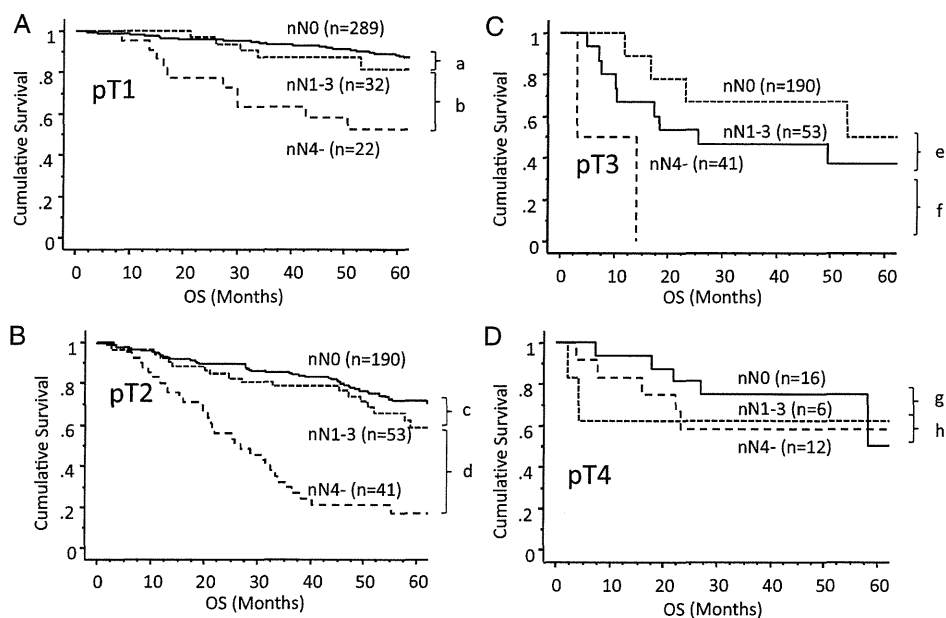 A
1
.8
.6
.4
.2
0
Cumulative Survival
pT1
nN0 (n=289)
nN1-3 (n=32)
nN4- (n=22)
a
b
0 10 20 30 40 50 60
OS (Months)
B
1
.8
.6
.4
.2
0
Cumulative Survival
pT2
nN0 (n=190)
nN1-3 (n=53)
nN4- (n=41)
c
d
0 10 20 30 40 50 60
OS (Months)
C
1
.8
.6
.4
.2
0
Cumulative Survival
pT3
nN0 (n=190)
nN1-3 (n=53)
nN4- (n=41)
e
f
0 10 20 30 40 50 60
OS (Months)
D
1
.8
.6
.4
.2
0
Cumulative Survival
pT4
nN0 (n=16)
nN1-3 (n=6)
nN4- (n=12)
g
h
0 10 20 30 40 50 60
OS (Months)